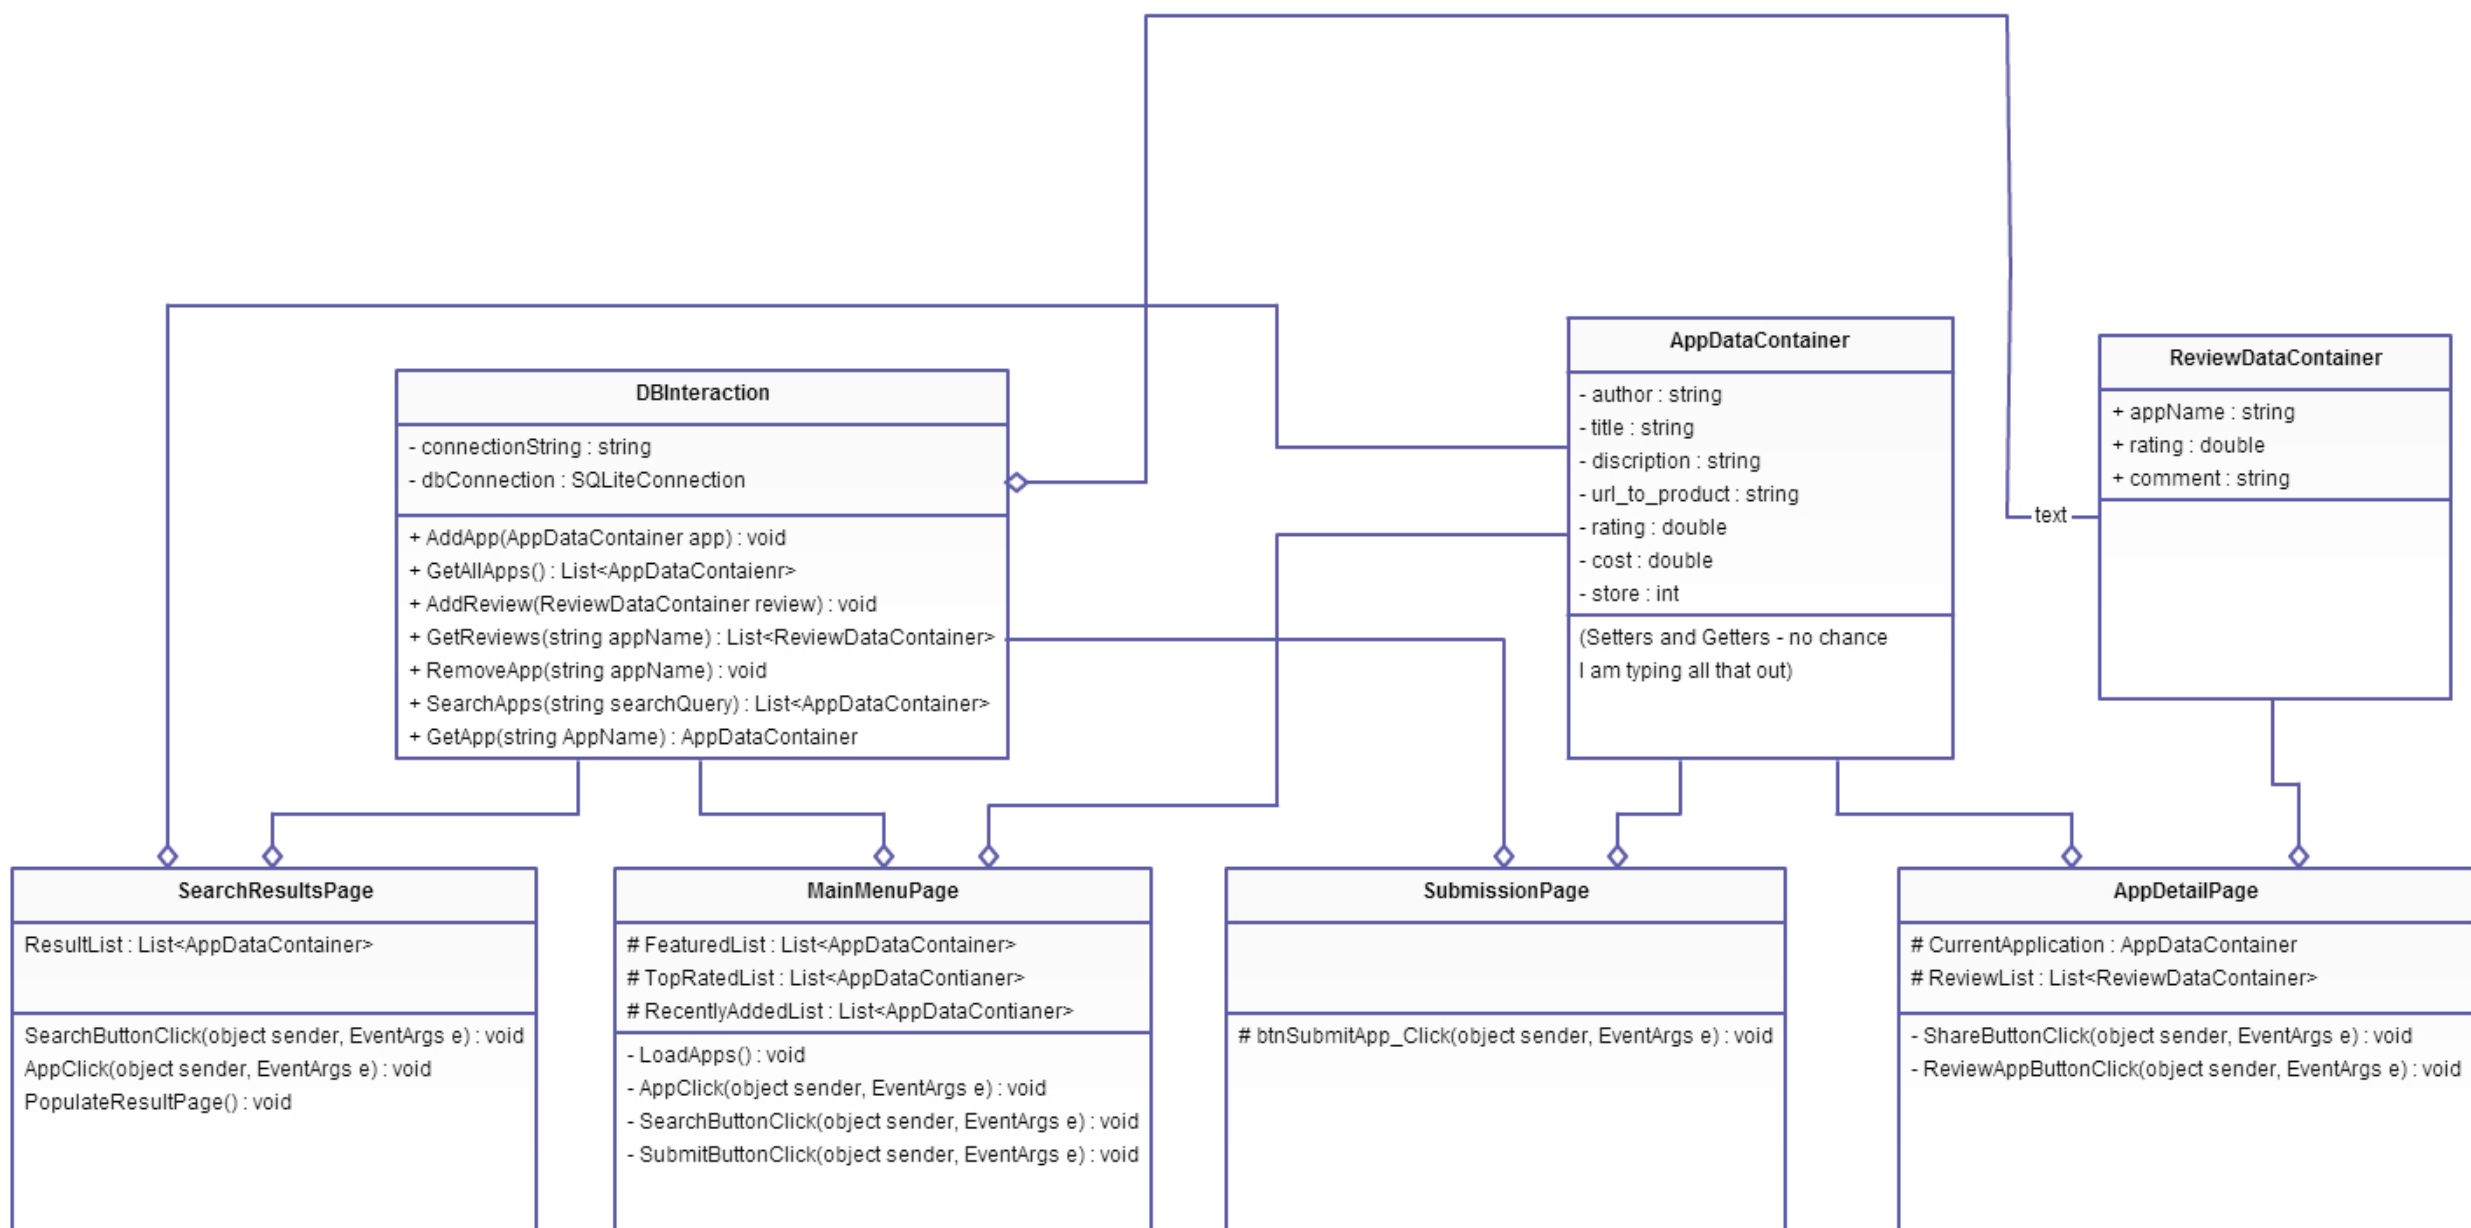 DBInteraction
- connectionString : string
- dbConnection : SQLiteConnection
+ AddApp(AppDataContainer app) : void
+ GetAllApps() : List<AppDataContaienr>
+ AddReview(ReviewDataContainer review) : void
+ GetReviews(string appName) : List<ReviewDataContainer>
+ RemoveApp(string appName) : void
+ SearchApps(string searchQuery) : List<AppDataContainer>
+ GetApp(string AppName) : AppDataContainer
AppDataContainer
- author : string
- title : string
- discription : string
- url_to_product : string
- rating : double
- cost : double
- store : int
(Setters and Getters - no chance
I am typing all that out)
ReviewDataContainer
+ appName : string
+ rating : double
+ comment : string
text
SearchResultsPage
ResultList : List<AppDataContainer>
SearchButtonClick(object sender, EventArgs e) : void
AppClick(object sender, EventArgs e) : void
PopulateResultPage() : void
MainMenuPage
# FeaturedList : List<AppDataContainer>
# TopRatedList : List<AppDataContianer>
# RecentlyAddedList : List<AppDataContianer>
- LoadApps() : void
- AppClick(object sender, EventArgs e) : void
- SearchButtonClick(object sender, EventArgs e) : void
- SubmitButtonClick(object sender, EventArgs e) : void
SubmissionPage
# btnSubmitApp_Click(object sender, EventArgs e) : void
AppDetailPage
# CurrentApplication : AppDataContainer
# ReviewList : List<ReviewDataContainer>
- ShareButtonClick(object sender, EventArgs e) : void
- ReviewAppButtonClick(object sender, EventArgs e) : void